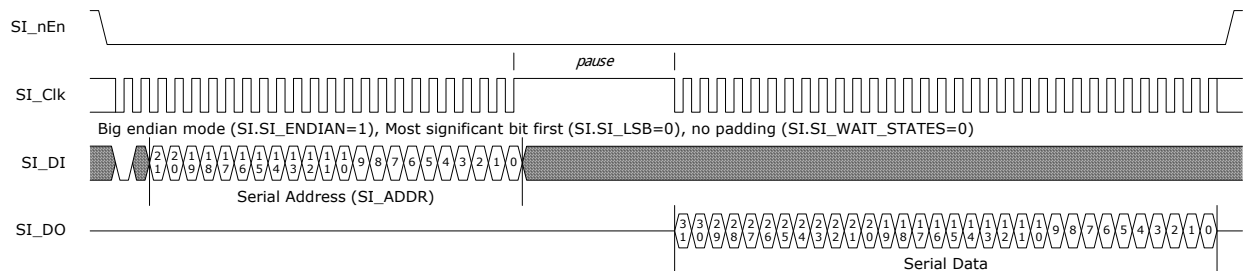 SI_nEn
pause
SI_Clk
Big endian mode (SI.SI_ENDIAN=1), Most significant bit first (SI.SI_LSB=0), no padding (SI.SI_WAIT_STATES=0)
SI_DI
21 20 19 18 17 16 15 14 13 12 11 10 9 8 7 6 5 4 3 2 1 0
Serial Address (SI_ADDR)
SI_DO
31 30 29 28 27 26 25 24 23 22 21 20 19 18 17 16 15 14 13 12 11 10 9 8 7 6 5 4 3 2 1 0
Serial Data